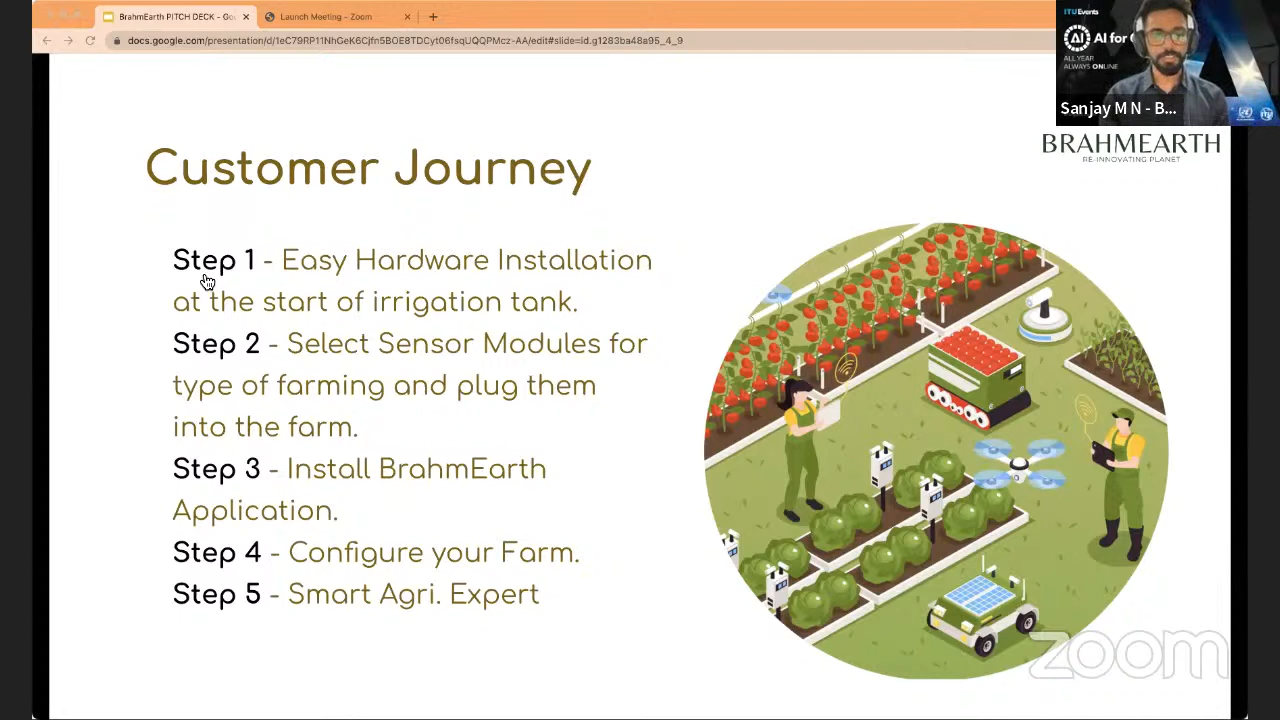 BrahmEarth PITCH DECK - Go
Launch Meeting - Zoom
docs.google.com/presentation/d/1eC79RP11NhGeK6Cjfn5BOE8TDCyt06fsqUQQPMcz-AA/edit#slide=id.g1283ba48a95_4_9
ITUEvents
AI
AI for
ALL YEAR
ALWAYS ONLINE
Sanjay M N - B...
BRAHMEARTH
RE-INNOVATING PLANET
Customer Journey
Step 1 - Easy Hardware Installation
at the start of irrigation tank.
Step 2 - Select Sensor Modules for
type of farming and plug them
into the farm.
Step 3 - Install BrahmEarth
Application.
Step 4 - Configure your Farm.
Step 5 - Smart Agri. Expert
zoom